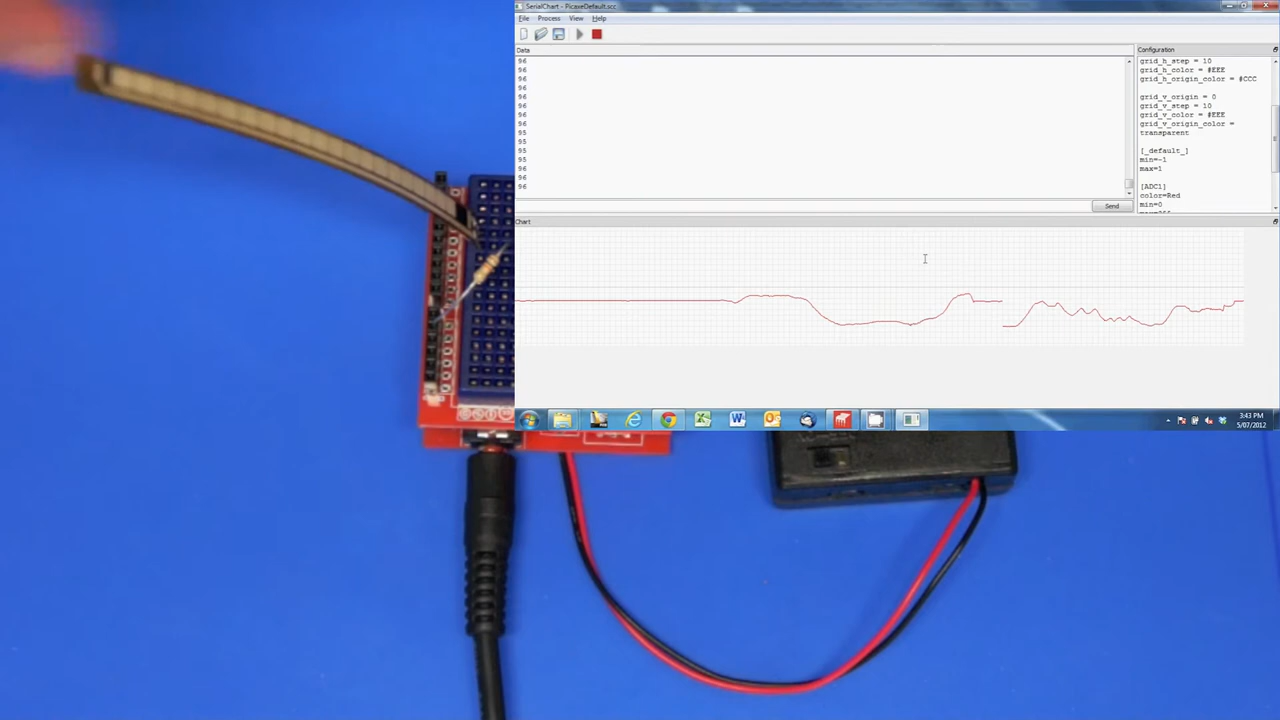 SerialChart - PicaxeDefault.scc
File Process View Help
Data
96
96
96
96
96
96
96
96
95
95
95
95
96
96
96
Send
Configuration
grid_h_step = 10
grid_h_color = #EEE
grid_h_origin_color = #CCC
grid_v_origin = 0
grid_v_step = 10
grid_v_color = #EEE
grid_v_origin_color =
transparent
[_default_]
min=-1
max=1
[ADC1]
color=Red
min=0
Chart
3:43 PM
5/07/2012